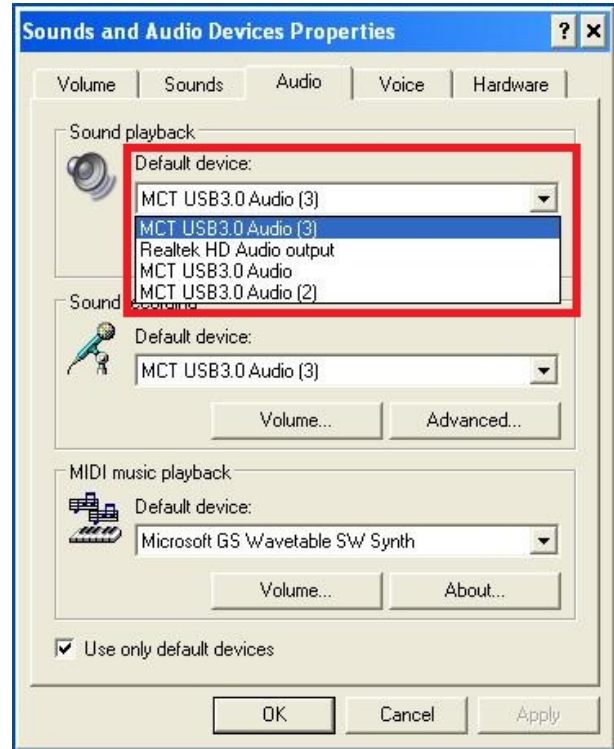 Sounds and Audio Devices Properties
Volume Sounds Audio Voice Hardware
Sound playback
Default device:
MCT USB3.0 Audio (3)
MCT USB3.0 Audio (3)
Realtek HD Audio output
MCT USB3.0 Audio
MCT USB3.0 Audio (2)
Sound recording
Default device:
MCT USB3.0 Audio (3)
Volume... Advanced...
MIDI music playback
Default device:
Microsoft GS Wavetable SW Synth
Volume... About...
Use only default devices
OK Cancel Apply